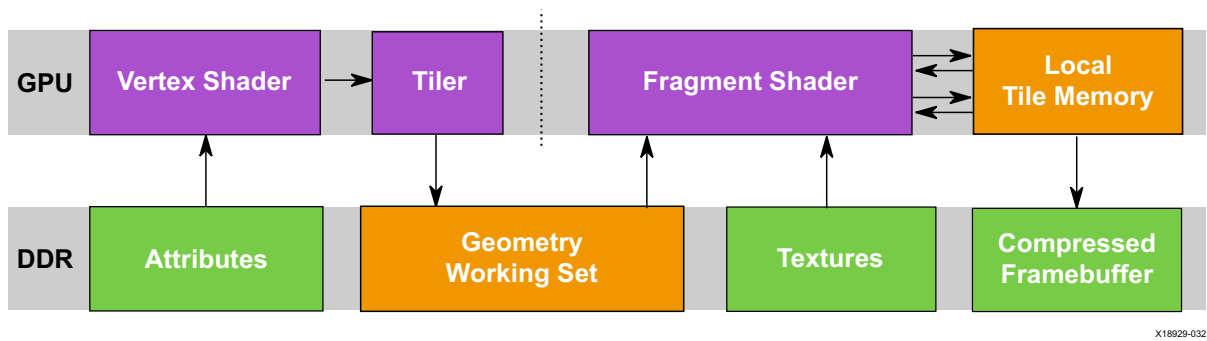 GPU
Vertex Shader
Tiler
Fragment Shader
Local
Tile Memory
DDR
Attributes
Geometry
Working Set
Textures
Compressed
Framebuffer
X18929-032